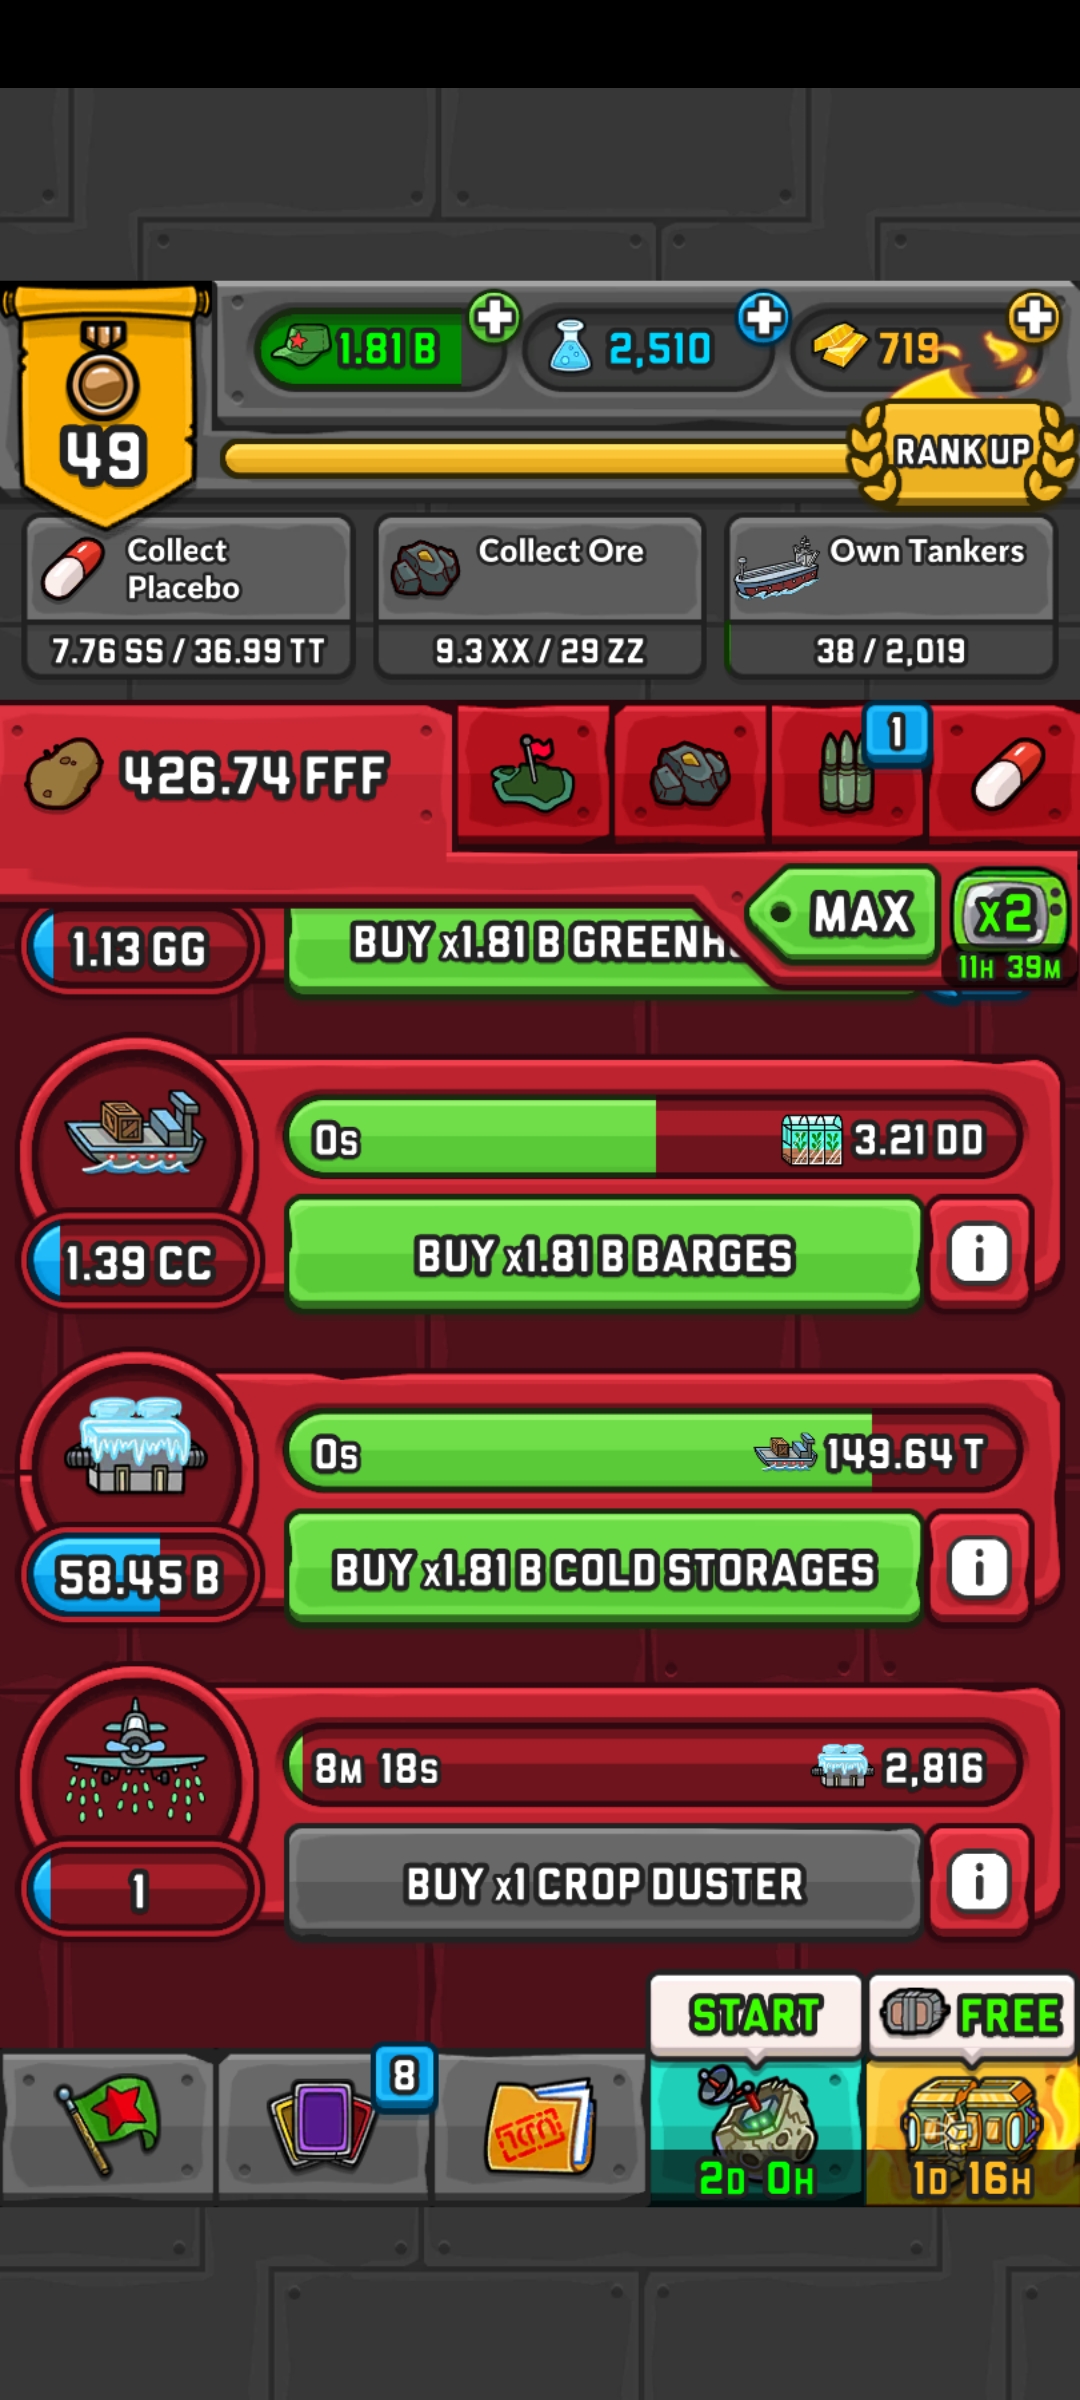 1.81 B
2,510
719
49
RANK UP
Collect
Placebo
7.76 SS / 36.99 TT
Collect Ore
9.3 XX / 29 ZZ
Own Tankers
38 / 2,019
426.74 FFF
1
MAX
x2
11H 39M
1.13 GG
BUY x1.81 B GREENH
0s
3.21 DD
1.39 CC
BUY x1.81 B BARGES
i
0s
149.64 T
58.45 B
BUY x1.81 B COLD STORAGES
i
8M 18s
2,816
1
BUY x1 CROP DUSTER
i
START
FREE
8
2D 0H
1D 16H